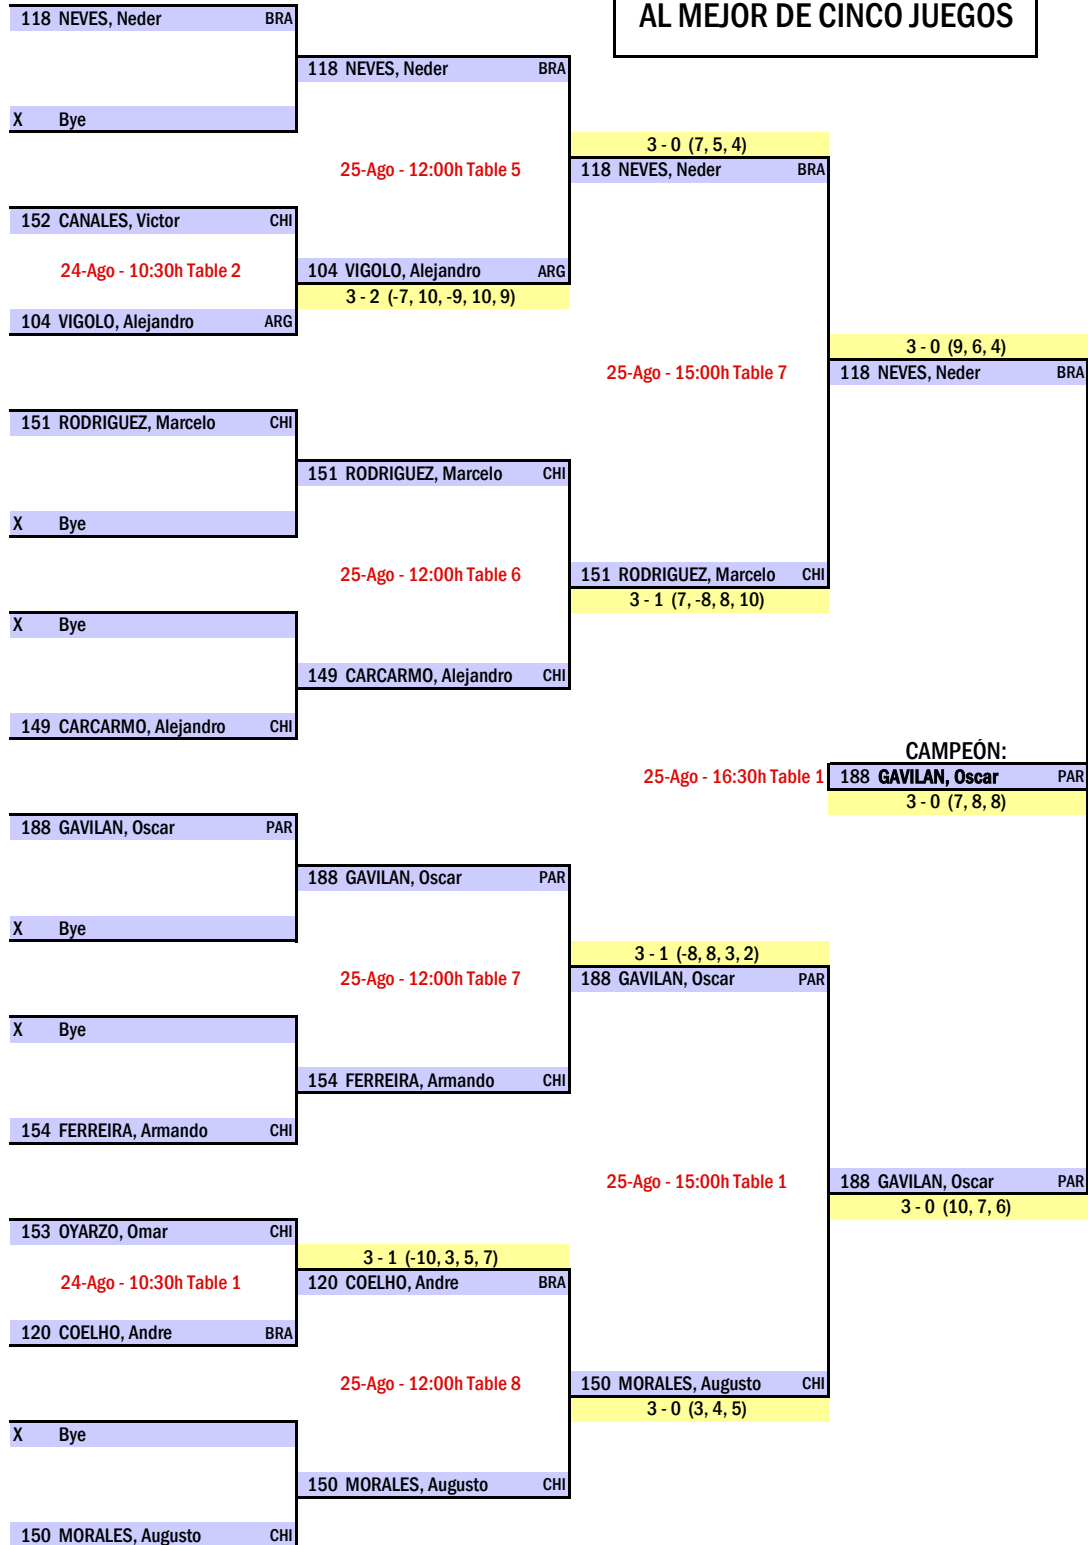 AL MEJOR DE CINCO JUEGOS
118 NEVES, Neder BRA
118 NEVES, Neder BRA
X Bye
3 - 0 (7, 5, 4)
25-Ago - 12:00h Table 5
118 NEVES, Neder BRA
152 CANALES, Victor CHI
24-Ago - 10:30h Table 2
104 VIGOLO, Alejandro ARG
3 - 2 (-7, 10, -9, 10, 9)
104 VIGOLO, Alejandro ARG
3 - 0 (9, 6, 4)
25-Ago - 15:00h Table 7
118 NEVES, Neder BRA
151 RODRIGUEZ, Marcelo CHI
151 RODRIGUEZ, Marcelo CHI
X Bye
25-Ago - 12:00h Table 6
151 RODRIGUEZ, Marcelo CHI
3 - 1 (7, -8, 8, 10)
X Bye
149 CARCARMO, Alejandro CHI
149 CARCARMO, Alejandro CHI
CAMPEÓN:
25-Ago - 16:30h Table 1
188 GAVILAN, Oscar PAR
3 - 0 (7, 8, 8)
188 GAVILAN, Oscar PAR
188 GAVILAN, Oscar PAR
X Bye
3 - 1 (-8, 8, 3, 2)
25-Ago - 12:00h Table 7
188 GAVILAN, Oscar PAR
X Bye
154 FERREIRA, Armando CHI
154 FERREIRA, Armando CHI
25-Ago - 15:00h Table 1
188 GAVILAN, Oscar PAR
3 - 0 (10, 7, 6)
153 OYARZO, Omar CHI
3 - 1 (-10, 3, 5, 7)
24-Ago - 10:30h Table 1
120 COELHO, Andre BRA
120 COELHO, Andre BRA
25-Ago - 12:00h Table 8
150 MORALES, Augusto CHI
3 - 0 (3, 4, 5)
X Bye
150 MORALES, Augusto CHI
150 MORALES, Augusto CHI